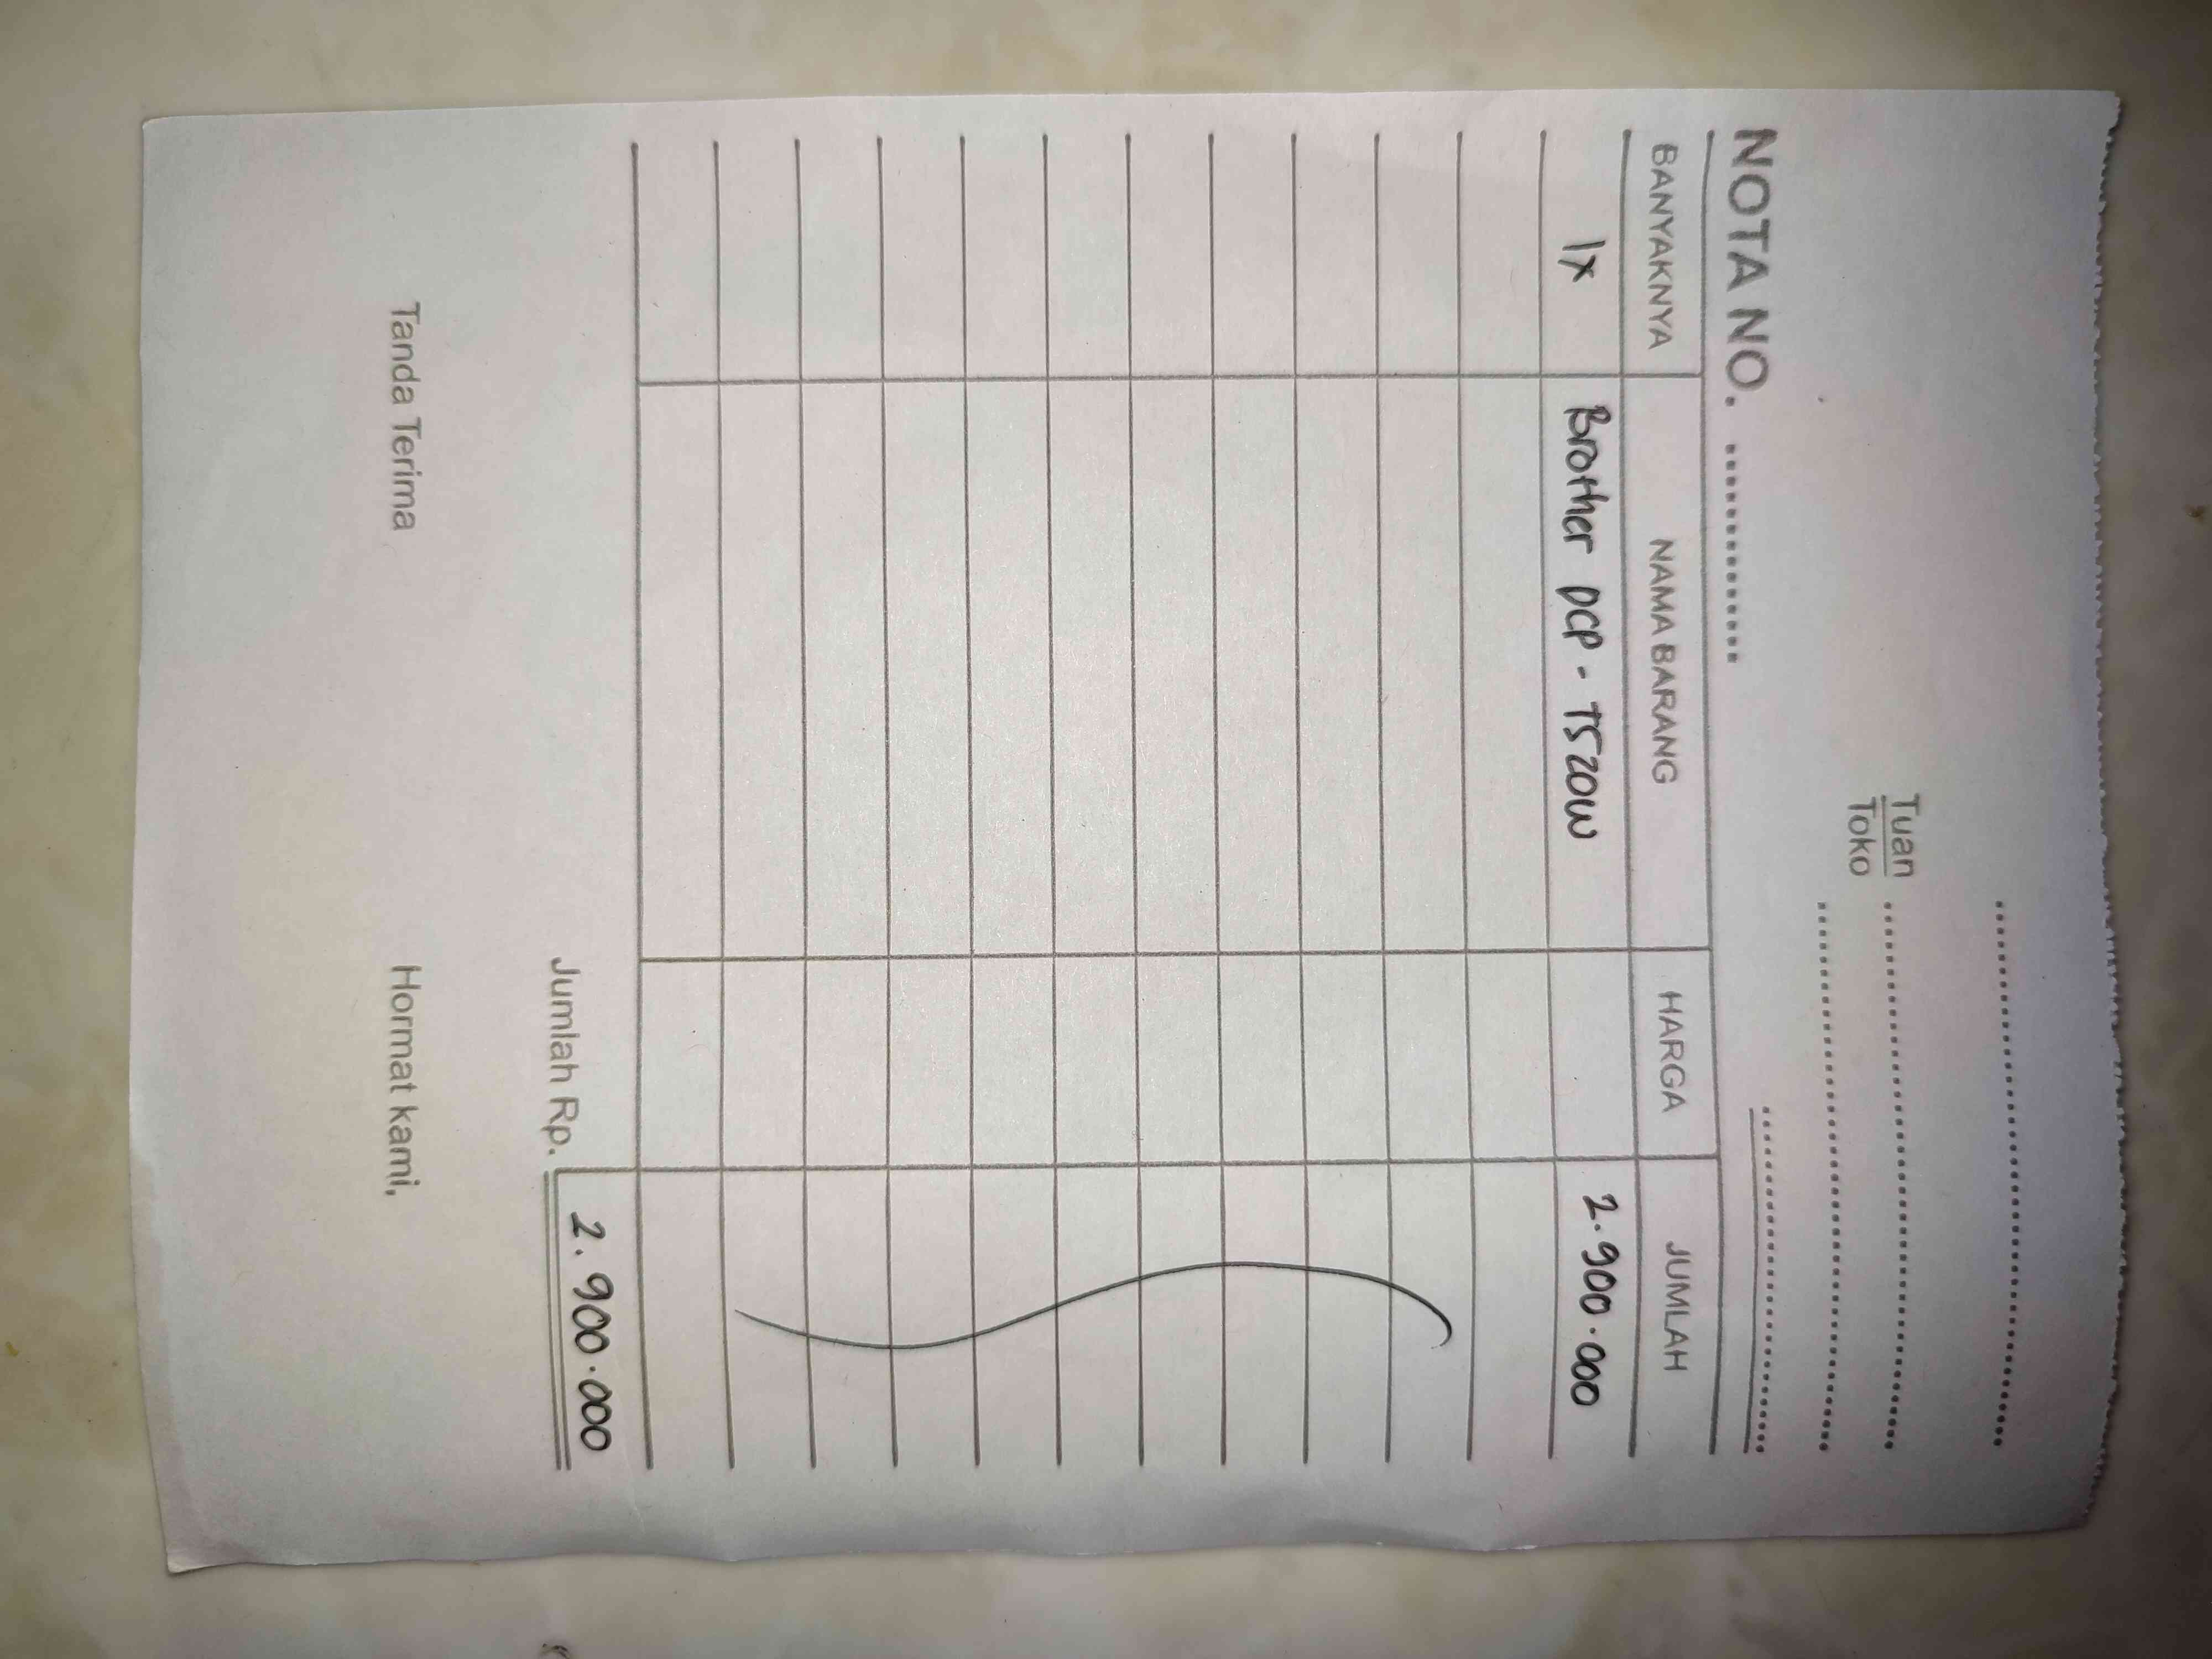 Tuan
Toko
NOTA NO.
BANYAKNYA NAMA BARANG HARGA JUMLAH
1x Brother DCP - T520W 2.900.000
Jumlah Rp. 2.900.000
Tanda Terima Hormat kami,